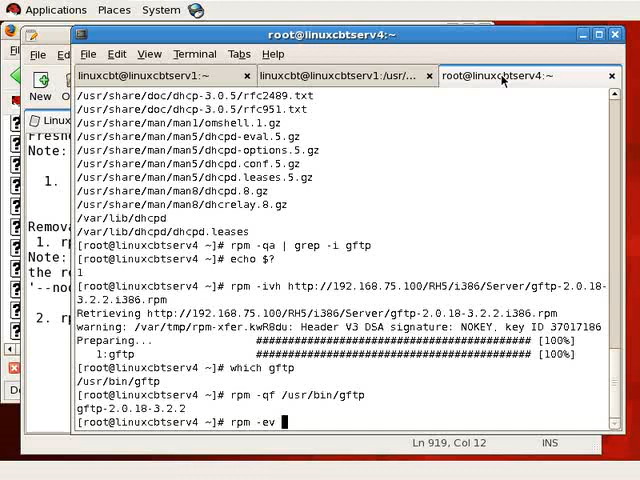 Applications Places System
root@linuxcbtserv4:~
File Edit View Terminal Tabs Help
linuxcbt@linuxcbtserv1:~
linuxcbt@linuxcbtserv1:/usr/...
root@linuxcbtserv4:~
/usr/share/doc/dhcp-3.0.5/rfc2489.txt
/usr/share/doc/dhcp-3.0.5/rfc951.txt
/usr/share/man/man1/omshell.1.gz
/usr/share/man/man5/dhcpd-eval.5.gz
/usr/share/man/man5/dhcp-options.5.gz
/usr/share/man/man5/dhcpd.conf.5.gz
/usr/share/man/man5/dhcpd.leases.5.gz
/usr/share/man/man8/dhcpd.8.gz
/usr/share/man/man8/dhcrelay.8.gz
/var/lib/dhcpd
/var/lib/dhcpd/dhcpd.leases
[root@linuxcbtserv4 ~]# rpm -qa | grep -i gftp
[root@linuxcbtserv4 ~]# echo $?
1
[root@linuxcbtserv4 ~]# rpm -ivh http://192.168.75.100/RH5/i386/Server/gftp-2.0.18-
3.2.2.i386.rpm
Retrieving http://192.168.75.100/RH5/i386/Server/gftp-2.0.18-3.2.2.i386.rpm
warning: /var/tmp/rpm-xfer.kwR8du: Header V3 DSA signature: NOKEY, key ID 37017186
Preparing... ########################################### [100%]
1:gftp ########################################### [100%]
[root@linuxcbtserv4 ~]# which gftp
/usr/bin/gftp
[root@linuxcbtserv4 ~]# rpm -qf /usr/bin/gftp
gftp-2.0.18-3.2.2
[root@linuxcbtserv4 ~]# rpm -ev
File
New
Linux
Note:
1.
Remova
1. rp
Note:
the ro
'--no
2. rp
Ln 919, Col 12
INS